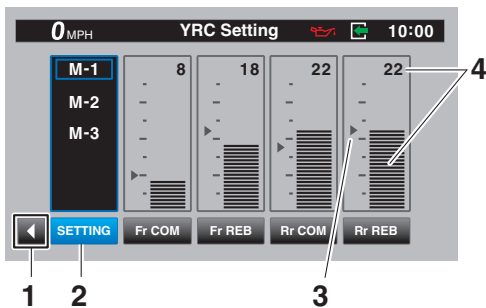 0 MPH YRC Setting 10:00
M-1 8 18 22 22 4
M-2
M-3
SETTING Fr COM Fr REB Rr COM Rr REB
1 2 3